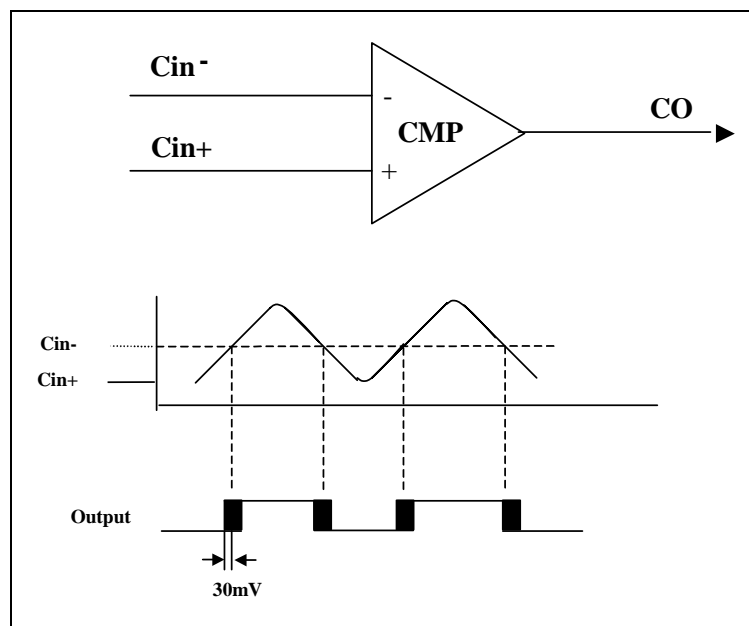 Cin-
-
CMP
CO
Cin+
+
Cin-
Cin+
Output
30mV